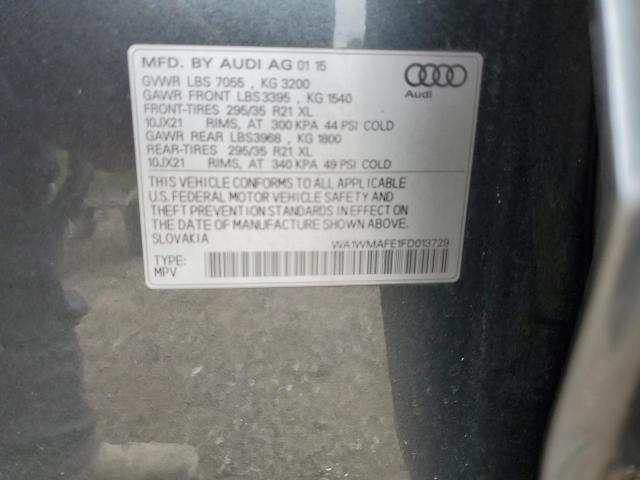 MFD. BY AUDI AG 01 15
GVWR LBS 7055 , KG 3200
GAWR FRONT LBS3395 , KG 1540
FRONT-TIRES 295/35 R21 XL
10JX21 RIMS, AT 300 KPA 44 PSI COLD
GAWR REAR LBS3968 , KG 1800
REAR-TIRES 295/35 R21 XL
10JX21 RIMS, AT 340 KPA 49 PSI COLD
Audi
THIS VEHICLE CONFORMS TO ALL APPLICABLE
U.S. FEDERAL MOTOR VEHICLE SAFETY AND
THEFT PREVENTION STANDARDS IN EFFECT ON
THE DATE OF MANUFACTURE SHOWN ABOVE.
SLOVAKIA
WA1WMAFE1FD013729
TYPE:
MPV